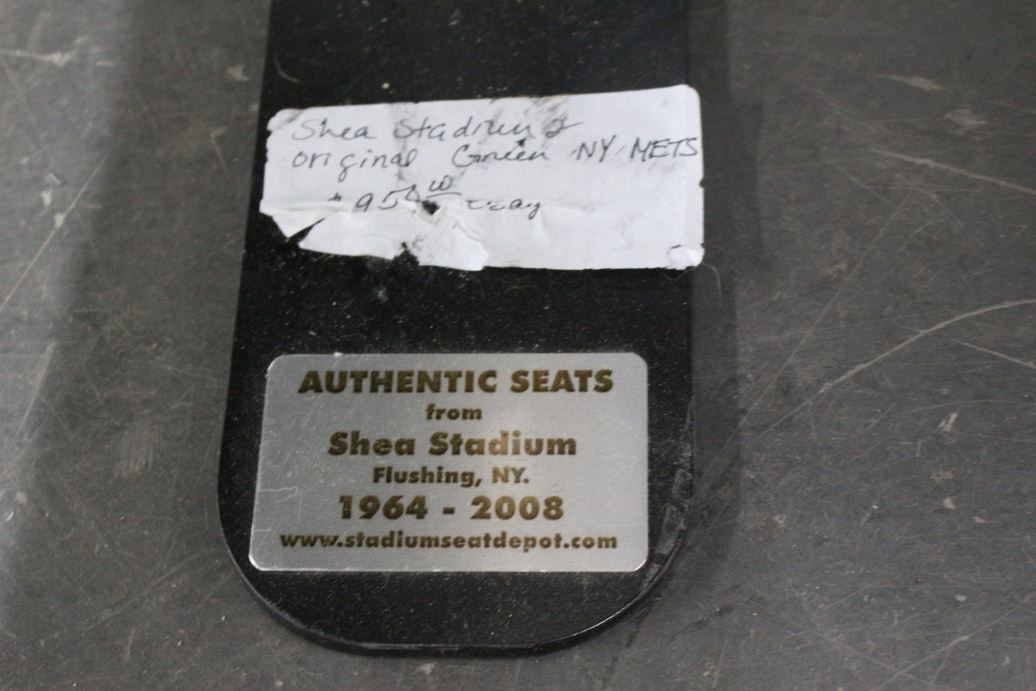 Shea Stadium 2
original Green NY METS
AUTHENTIC SEATS
from
Shea Stadium
Flushing, NY.
1964 - 2008
www.stadiumseatdepot.com